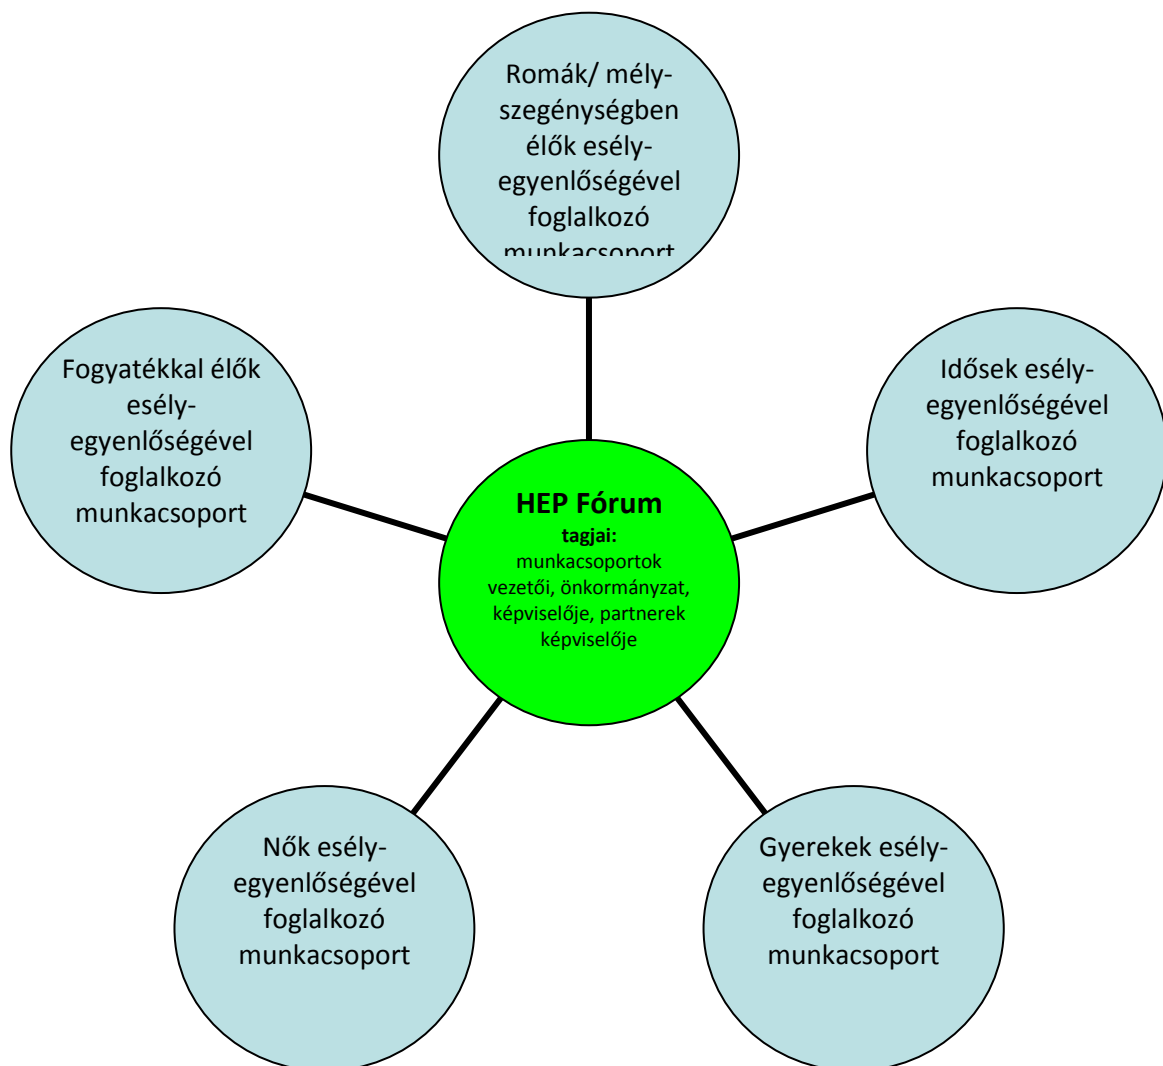 Romák/ mély-
szegénységben
élők esély-
egyenlőségével
foglalkozó
munkacsoport
Fogyatékkal élők
esély-
egyenlőségével
foglalkozó
munkacsoport
Idősek esély-
egyenlőségével
foglalkozó
munkacsoport
HEP Fórum
tagjai:
munkacsoportok
vezetői, önkormányzat,
képviselője, partnerek
képviselője
Nők esély-
egyenlőségével
foglalkozó
munkacsoport
Gyerekek esély-
egyenlőségével
foglalkozó
munkacsoport